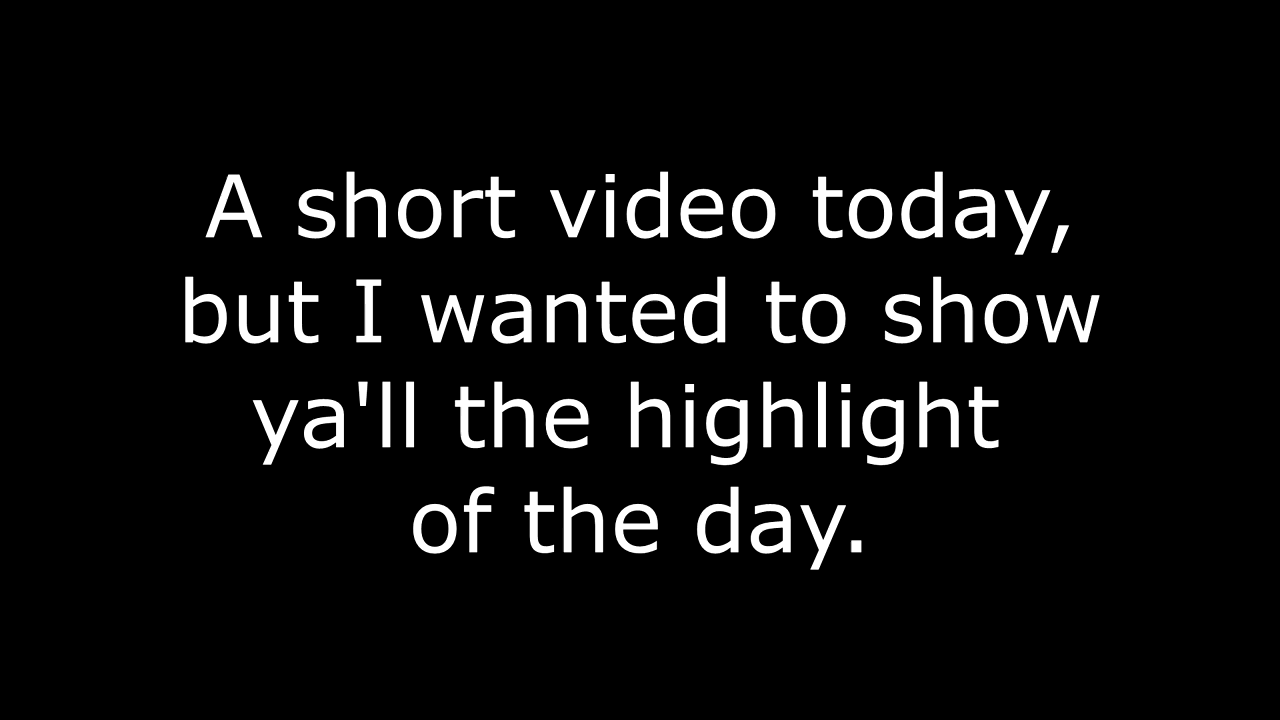 A short video today,
but I wanted to show
ya'll the highlight
of the day.